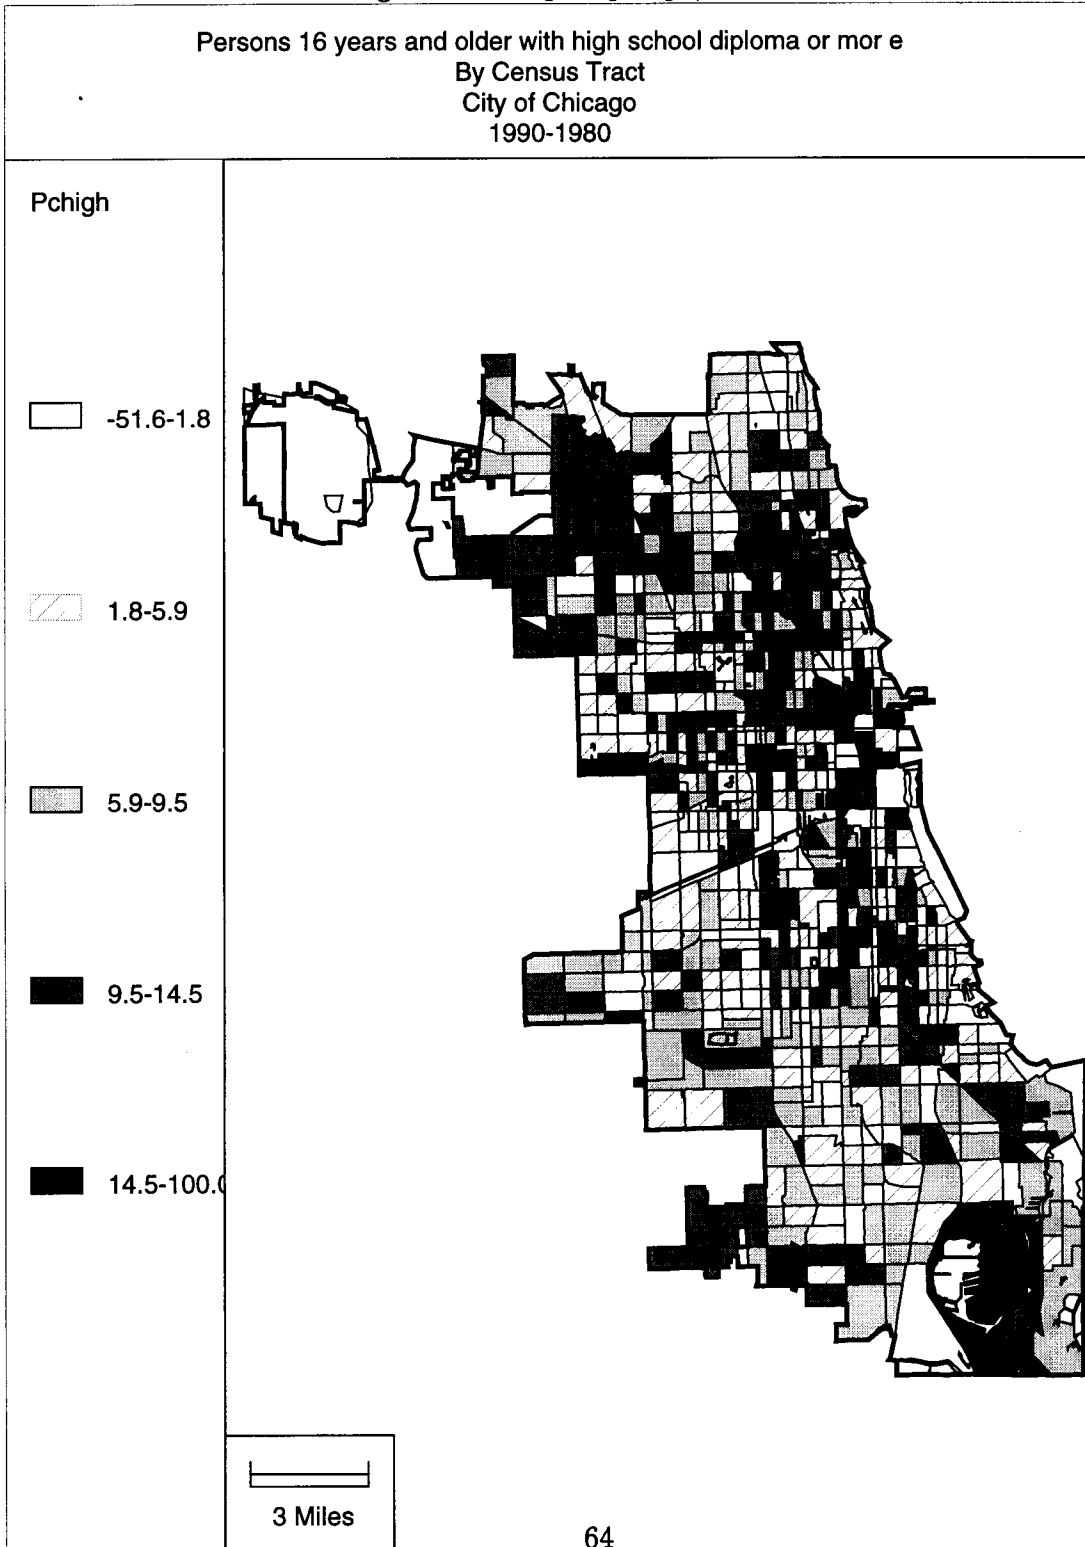 Persons 16 years and older with high school diploma or mor e
By Census Tract
City of Chicago
1990-1980
Pchigh
-51.6-1.8
1.8-5.9
5.9-9.5
9.5-14.5
14.5-100.0
3 Miles
64